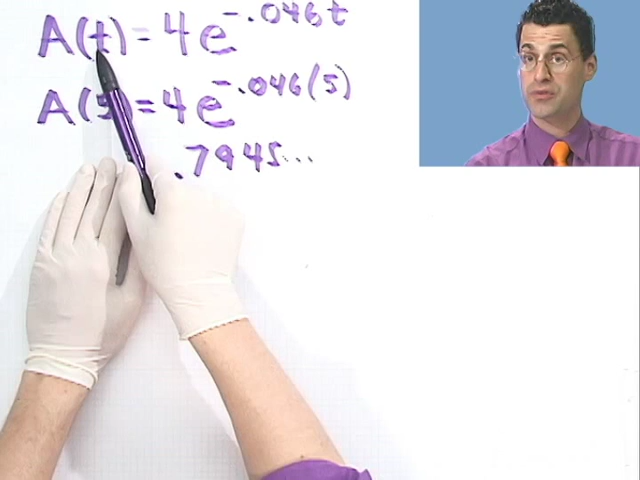 A(t) = 4e^-.046t
A(5) = 4e^-.046(5)
.7945...